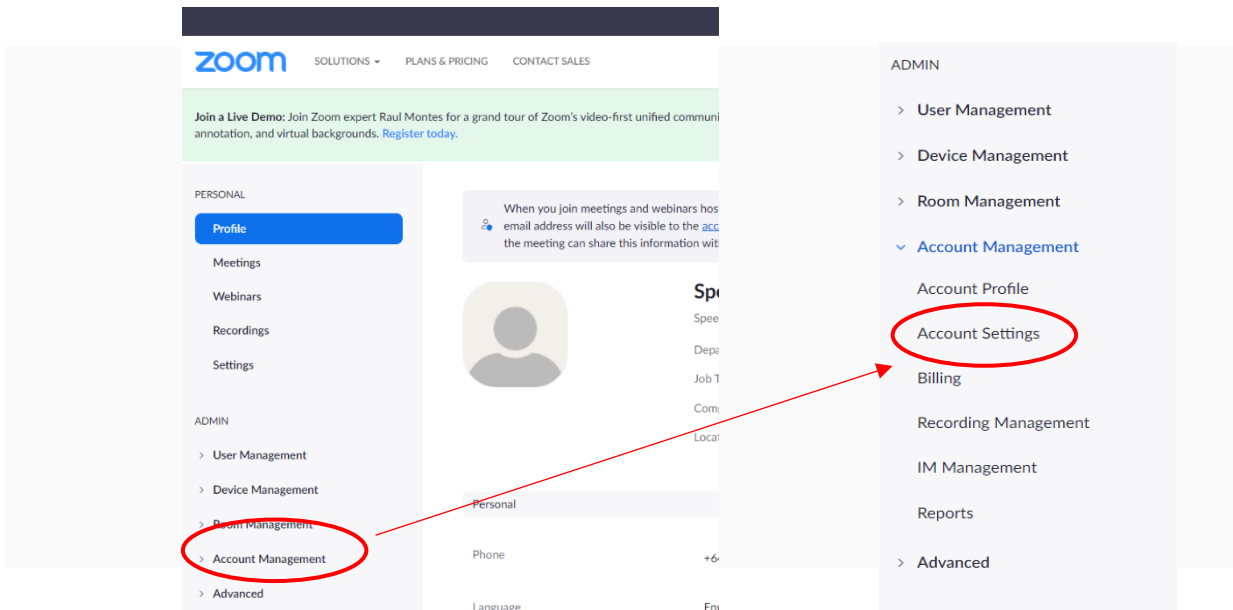 zoom SOLUTIONS PLANS & PRICING CONTACT SALES
Join a Live Demo: Join Zoom expert Raul Montes for a grand tour of Zoom's video-first unified
annotation, and virtual backgrounds. Register today.
PERSONAL
Profile
Meetings
Webinars
Recordings
Settings
ADMIN
> User Management
> Device Management
> Room Management
> Account Management
> Advanced
When you join meetings and webinars
email address will also be visible to the
the meeting can share this information
Personal
Phone
Language
ADMIN
> User Management
> Device Management
> Room Management
Account Management
Account Profile
Account Settings
Billing
Recording Management
IM Management
Reports
> Advanced